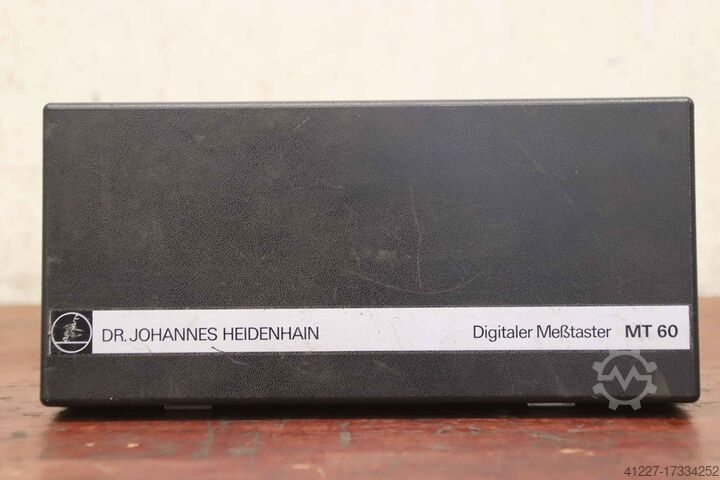 DR. JOHANNES HEIDENHAIN Digitaler Meßtaster MT 60
41227-17334252